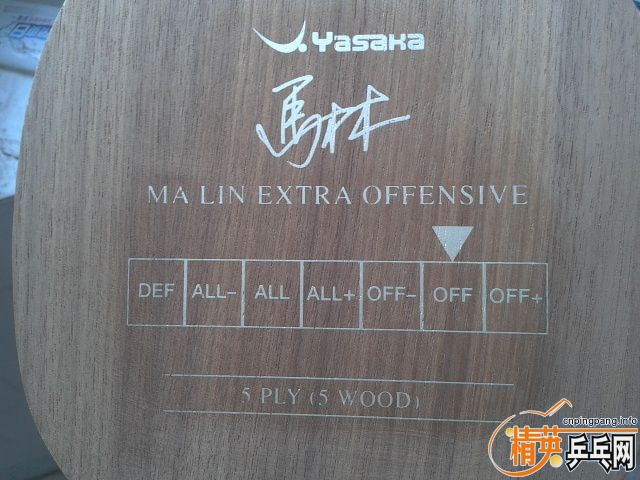 Yasaka
馬林
MA LIN EXTRA OFFENSIVE
DEF ALL- ALL ALL+ OFF- OFF OFF+
5 PLY (5 WOOD)
cnpingpang.info
精英乒乓网